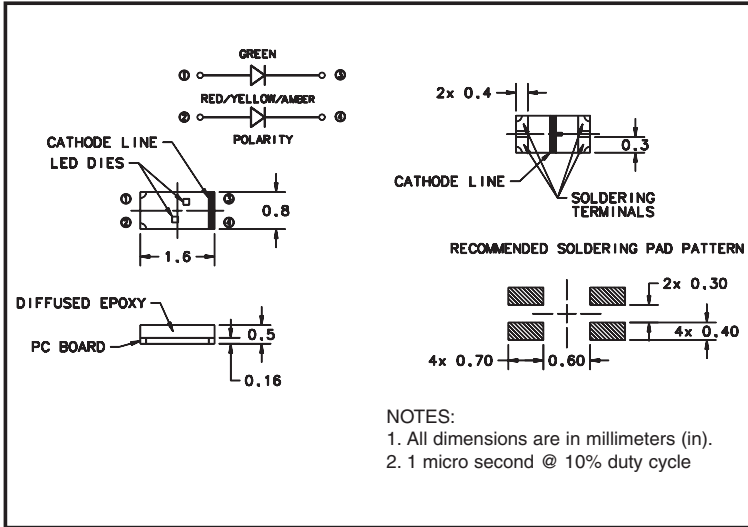 GREEN
① ③
RED/YELLOW/AMBER
② ④
POLARITY
CATHODE LINE
LED DIES
① ③
② ④
0.8
1.6
DIFFUSED EPOXY
PC BOARD
0.5
0.16
2x 0.4
0.3
CATHODE LINE
SOLDERING
TERMINALS
RECOMMENDED SOLDERING PAD PATTERN
2x 0.30
4x 0.40
4x 0.70 0.60
NOTES:
1. All dimensions are in millimeters (in).
2. 1 micro second @ 10% duty cycle